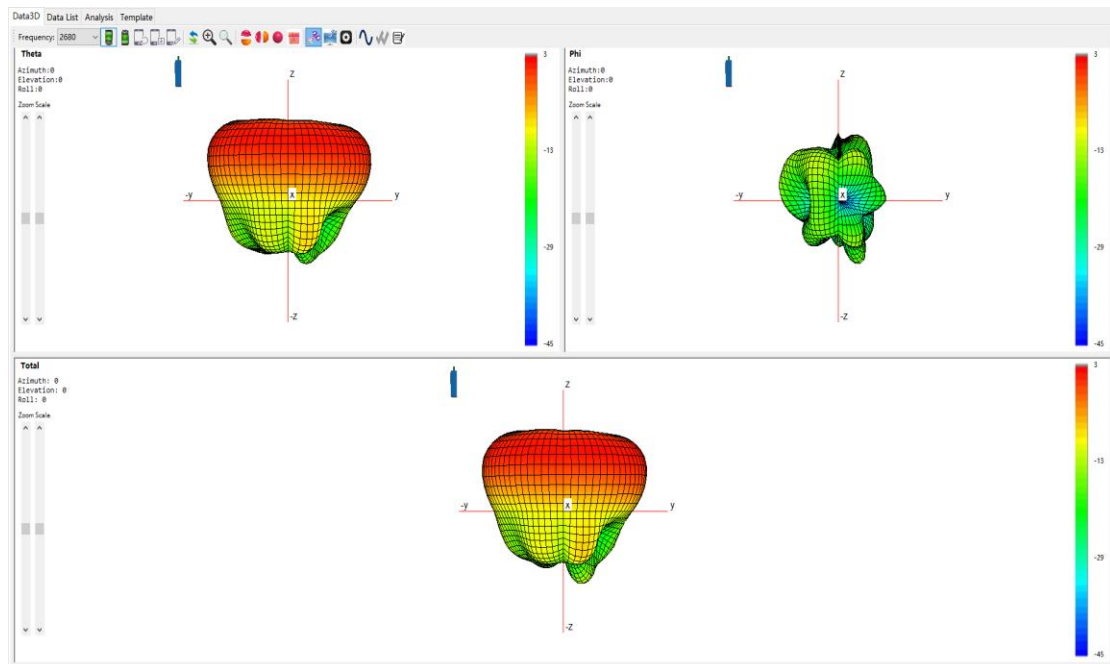 Data3D Data List Analysis Template
Frequency: 2680
Theta
Azimuth:0
Elevation:0
Roll:0
Zoom Scale
Z
-y
X
y
-Z
3
-13
-29
-45
Phi
Azimuth:0
Elevation:0
Roll:0
Zoom Scale
Z
-y
X
y
-Z
3
-13
-29
-45
Total
Azimuth: 0
Elevation: 0
Roll: 0
Zoom Scale
Z
-y
X
y
-Z
3
-13
-29
-45